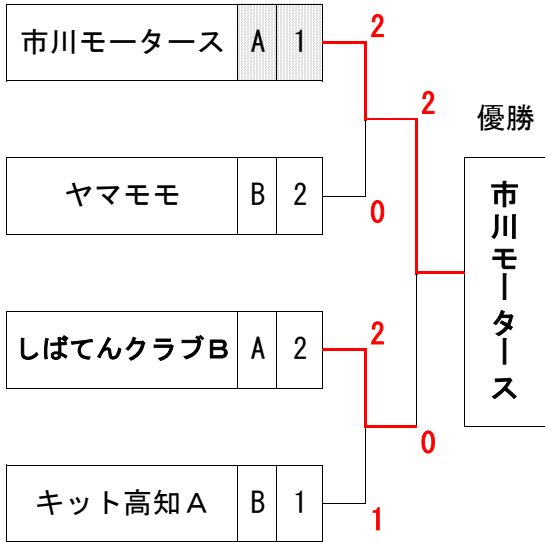 市川モータース A 1
2
2
優勝
ヤマモモ B 2
0
市川モータース
しばてんクラブB A 2
2
0
キット高知A B 1
1